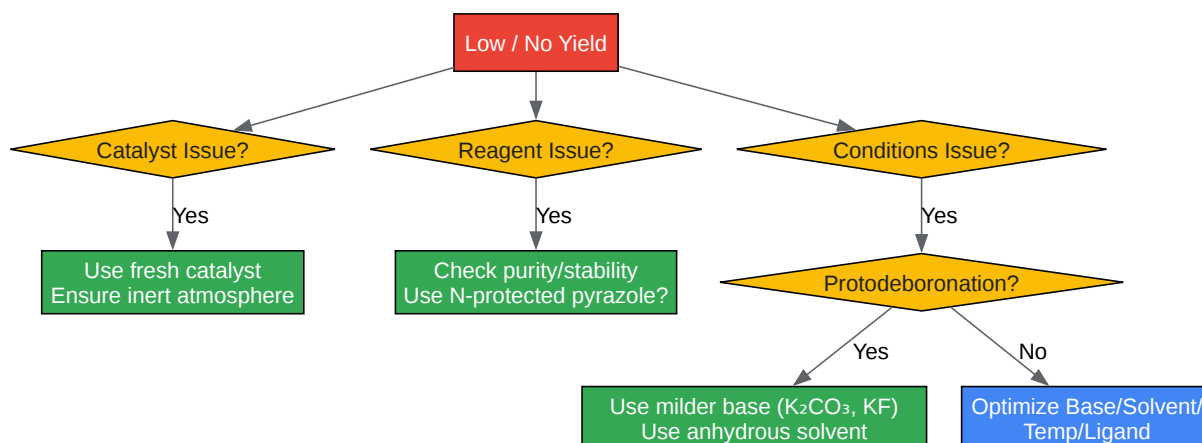 Low / No Yield
Catalyst Issue?
Reagent Issue?
Conditions Issue?
Yes
Yes
Yes
Use fresh catalyst
Ensure inert atmosphere
Check purity/stability
Use N-protected pyrazole?
Protodeboronation?
Yes
No
Use milder base (K₂CO₃, KF)
Use anhydrous solvent
Optimize Base/Solvent/
Temp/Ligand